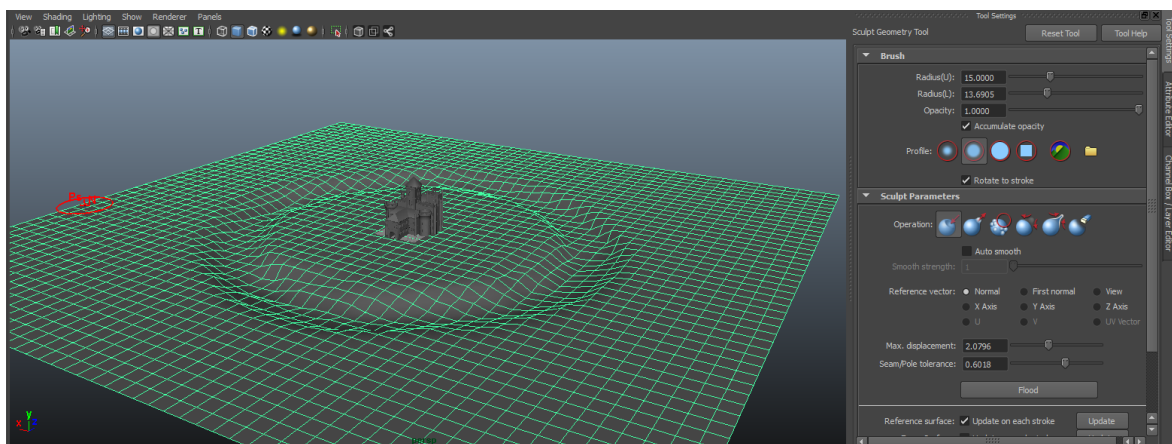 View Shading Lighting Show Renderer Panels
Tool Settings
Sculpt Geometry Tool Reset Tool Tool Help
Brush
Radius(U): 15.0000
Radius(L): 13.6905
Opacity: 1.0000
Accumulate opacity
Profile:
Rotate to stroke
Sculpt Parameters
Operation:
Auto smooth
Smooth strength: 1
Reference vector: Normal First normal View
X Axis Y Axis Z Axis
U V UV Vector
Max. displacement: 2.0796
Seam/Pole tolerance: 0.6018
Flood
Reference surface: Update on each stroke Update
Tool Settings
Attribute Editor
Channel Box / Layer Editor
y
x